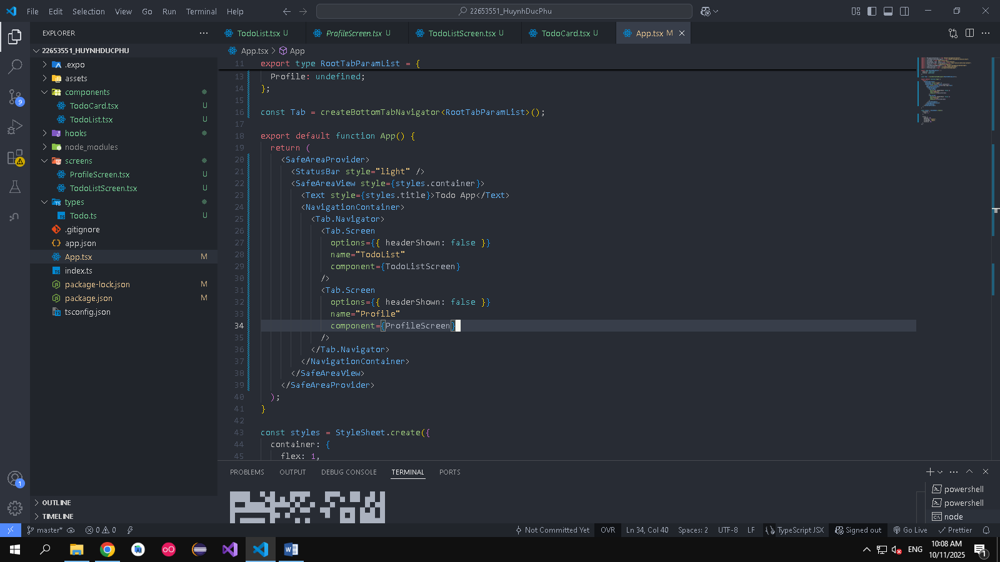 File Edit Selection View Go Run Terminal Help
22653551_HuynhDucPhu
EXPLORER
TodoList.tsx U
ProfileScreen.tsx U
TodoListScreen.tsx U
TodoCard.tsx U
App.tsx M
22653551_HUYNHDUCPHU
.expo
assets
components
TodoCard.tsx U
TodoList.tsx U
hooks
node_modules
screens
ProfileScreen.tsx U
TodoListScreen.tsx U
types
Todo.ts U
.gitignore
app.json
App.tsx M
index.ts
package-lock.json M
package.json M
tsconfig.json
OUTLINE
TIMELINE
9
1
App.tsx > App
11 export type RootTabParamList = {
13 Profile: undefined;
14 };
15
16 const Tab = createBottomTabNavigator<RootTabParamList>();
17
18 export default function App() {
19 return (
20 <SafeAreaProvider>
21 <StatusBar style="light" />
22 <SafeAreaView style={styles.container}>
23 <Text style={styles.title}>Todo App</Text>
24 <NavigationContainer>
25 <Tab.Navigator>
26 <Tab.Screen
27 options={{ headerShown: false }}
28 name="TodoList"
29 component={TodoListScreen}
30 />
31 <Tab.Screen
32 options={{ headerShown: false }}
33 name="Profile"
34 component={ProfileScreen}
35 />
36 </Tab.Navigator>
37 </NavigationContainer>
38 </SafeAreaView>
39 </SafeAreaProvider>
40 );
41 }
42
43 const styles = StyleSheet.create({
44 container: {
45 flex: 1,
PROBLEMS OUTPUT DEBUG CONSOLE TERMINAL PORTS
powershell
powershell
node
master* 0 0 Not Committed Yet OVR Ln 34, Col 40 Spaces: 2 UTF-8 LF TypeScript JSX Signed out Go Live Prettier
ENG
10:08 AM
10/11/2025
1